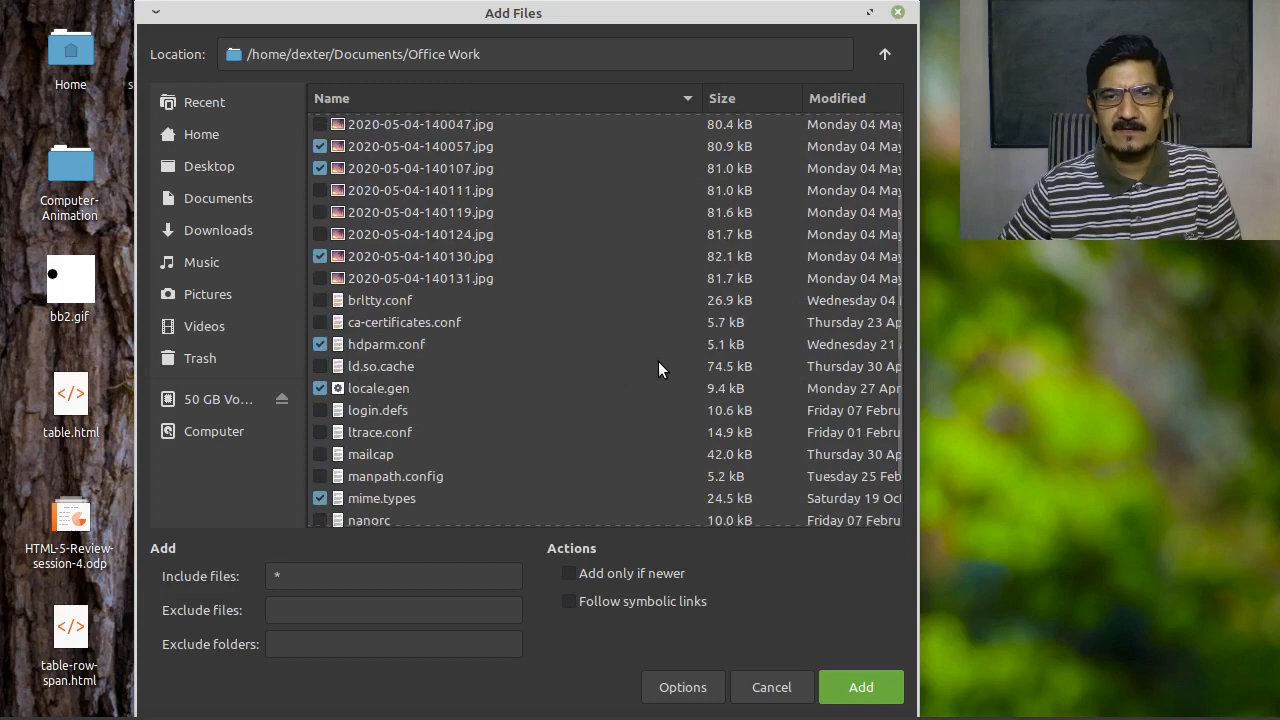 Add Files
Location: /home/dexter/Documents/Office Work
Home
Computer-
Animation
bb2.gif
table.html
HTML-5-Review-
session-4.odp
table-row-
span.html
Recent
Home
Desktop
Documents
Downloads
Music
Pictures
Videos
Trash
50 GB Vo...
Computer
Name Size Modified
2020-05-04-140047.jpg 80.4 kB Monday 04 May
2020-05-04-140057.jpg 80.9 kB Monday 04 May
2020-05-04-140107.jpg 81.0 kB Monday 04 May
2020-05-04-140111.jpg 81.0 kB Monday 04 May
2020-05-04-140119.jpg 81.6 kB Monday 04 May
2020-05-04-140124.jpg 81.7 kB Monday 04 May
2020-05-04-140130.jpg 82.1 kB Monday 04 May
2020-05-04-140131.jpg 81.7 kB Monday 04 May
brltty.conf 26.9 kB Wednesday 04
ca-certificates.conf 5.7 kB Thursday 23 Ap
hdparm.conf 5.1 kB Wednesday 21
ld.so.cache 74.5 kB Thursday 30 Ap
locale.gen 9.4 kB Monday 27 Apr
login.defs 10.6 kB Friday 07 Febru
ltrace.conf 14.9 kB Friday 01 Febru
mailcap 42.0 kB Thursday 30 Ap
manpath.config 5.2 kB Tuesday 25 Feb
mime.types 24.5 kB Saturday 19 Oct
nanorc 10.0 kB Friday 07 Febru
Add
Include files: *
Exclude files:
Exclude folders:
Actions
Add only if newer
Follow symbolic links
Options
Cancel
Add